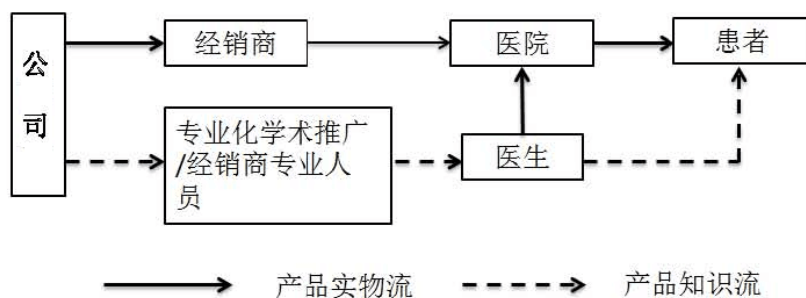 公司
经销商
医院
患者
专业化学术推广
/经销商专业人
员
医生
产品实物流
产品知识流